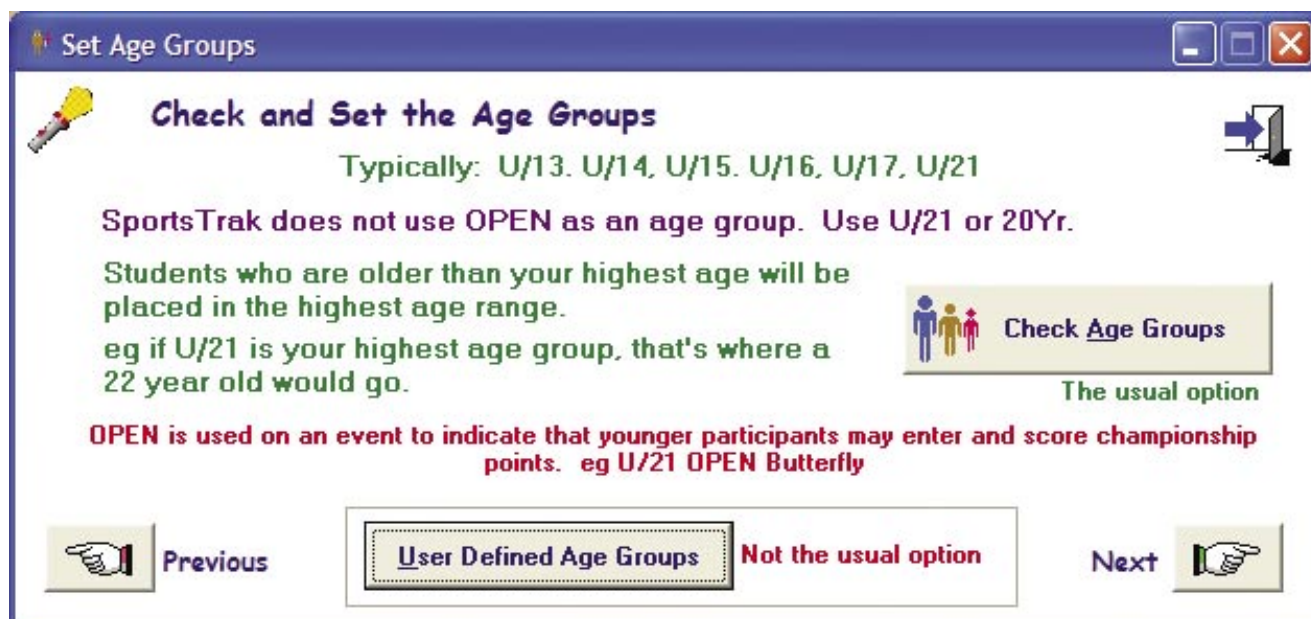 Set Age Groups
Check and Set the Age Groups
Typically: U/13. U/14, U/15. U/16, U/17, U/21
SportsTrak does not use OPEN as an age group. Use U/21 or 20Yr.
Students who are older than your highest age will be
placed in the highest age range.
eg if U/21 is your highest age group, that's where a
22 year old would go.
Check Age Groups
The usual option
OPEN is used on an event to indicate that younger participants may enter and score championship
points. eg U/21 OPEN Butterfly
Previous
User Defined Age Groups
Not the usual option
Next